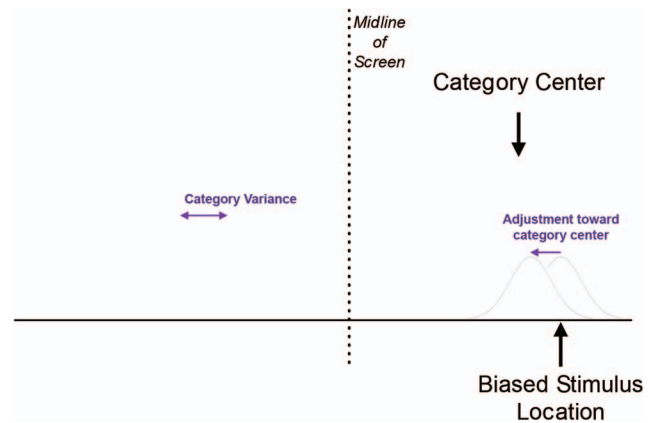 Midline
of
Screen
Category Center
Category Variance
Adjustment toward
category center
Biased Stimulus
Location